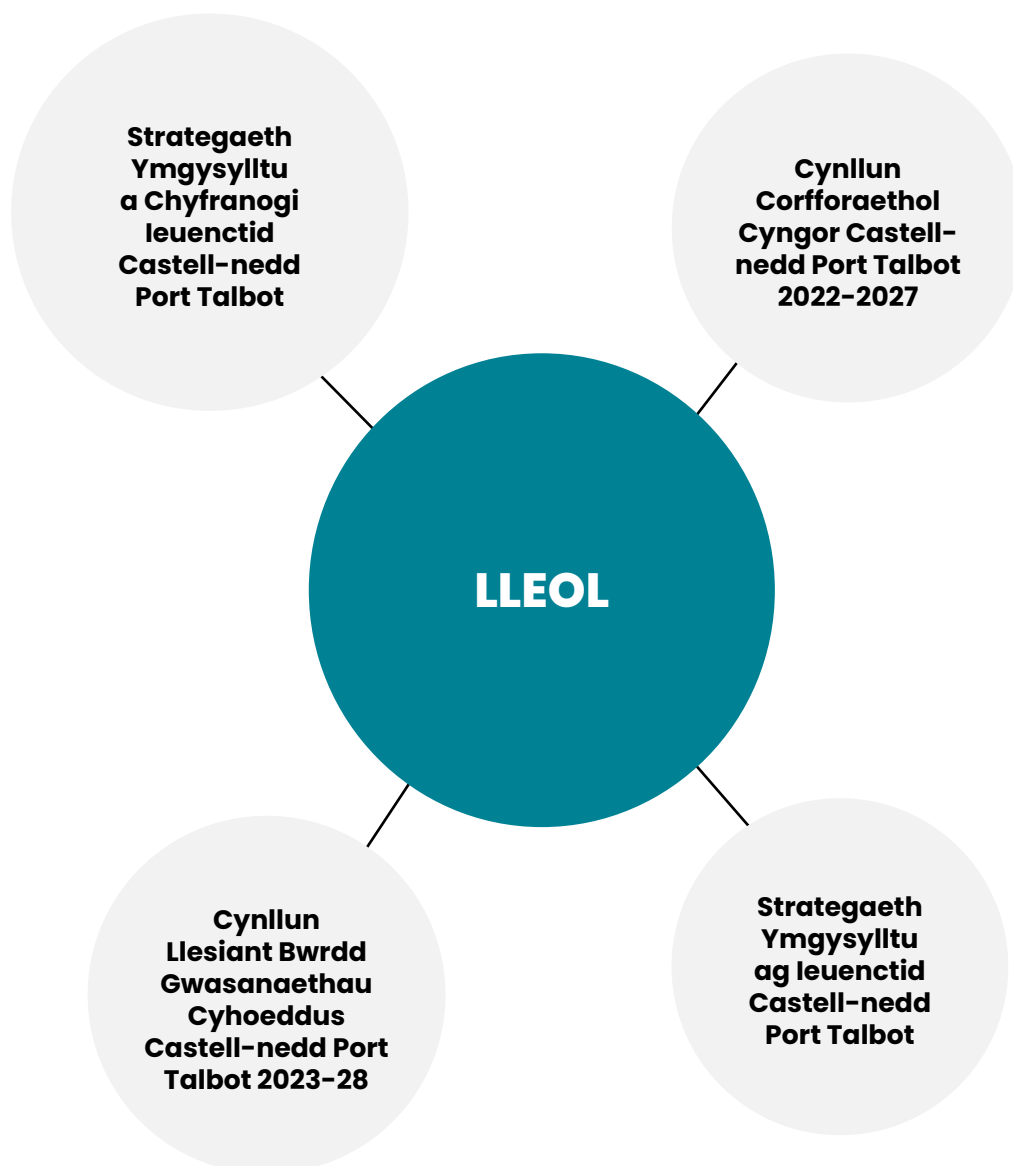 Strategaeth
Ymgysylltu
a Chyfranogi
Ieuenctid
Castell-nedd
Port Talbot
Cynllun
Corfforaethol
Cyngor Castell-
nedd Port Talbot
2022-2027
LLEOL
Cynllun
Llesiant Bwrdd
Gwasanaethau
Cyhoeddus
Castell-nedd Port
Talbot 2023-28
Strategaeth
Ymgysylltu
ag Ieuenctid
Castell-nedd
Port Talbot